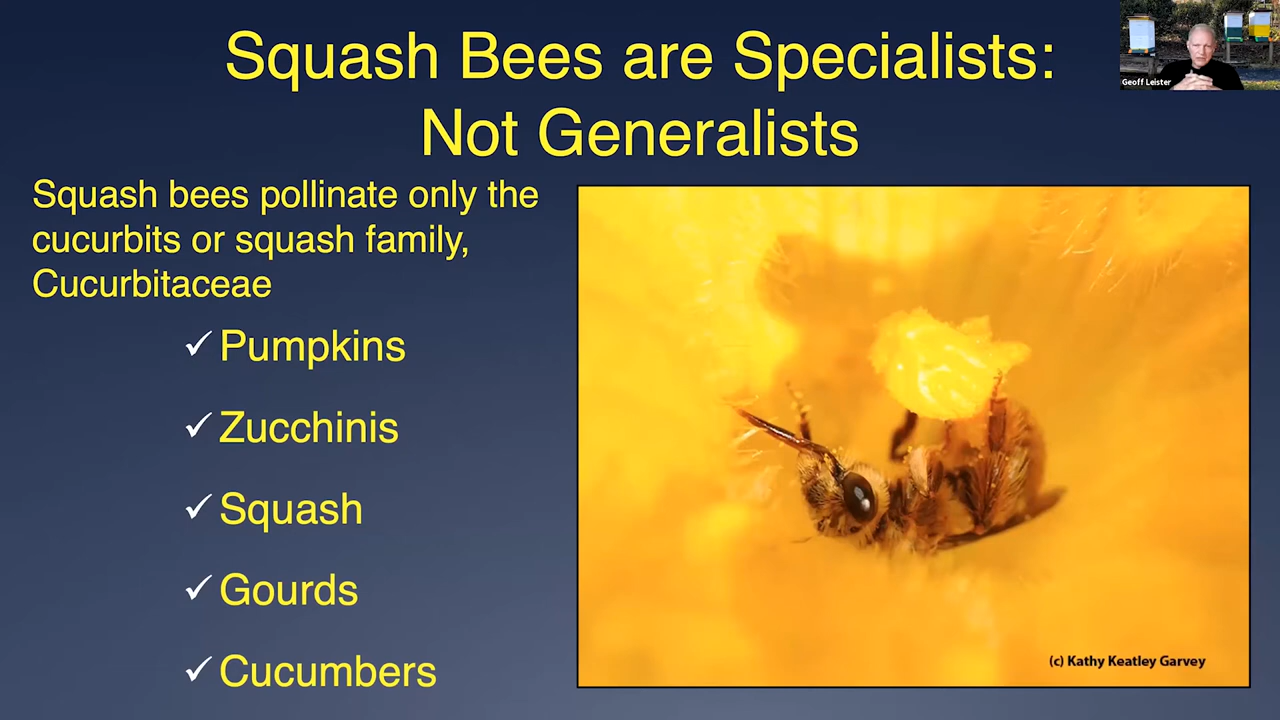 Squash Bees are Specialists:
Not Generalists
Geoff Leister
Squash bees pollinate only the
cucurbits or squash family,
Cucurbitaceae
✓ Pumpkins
✓ Zucchinis
✓ Squash
✓ Gourds
✓ Cucumbers
(c) Kathy Keatley Garvey